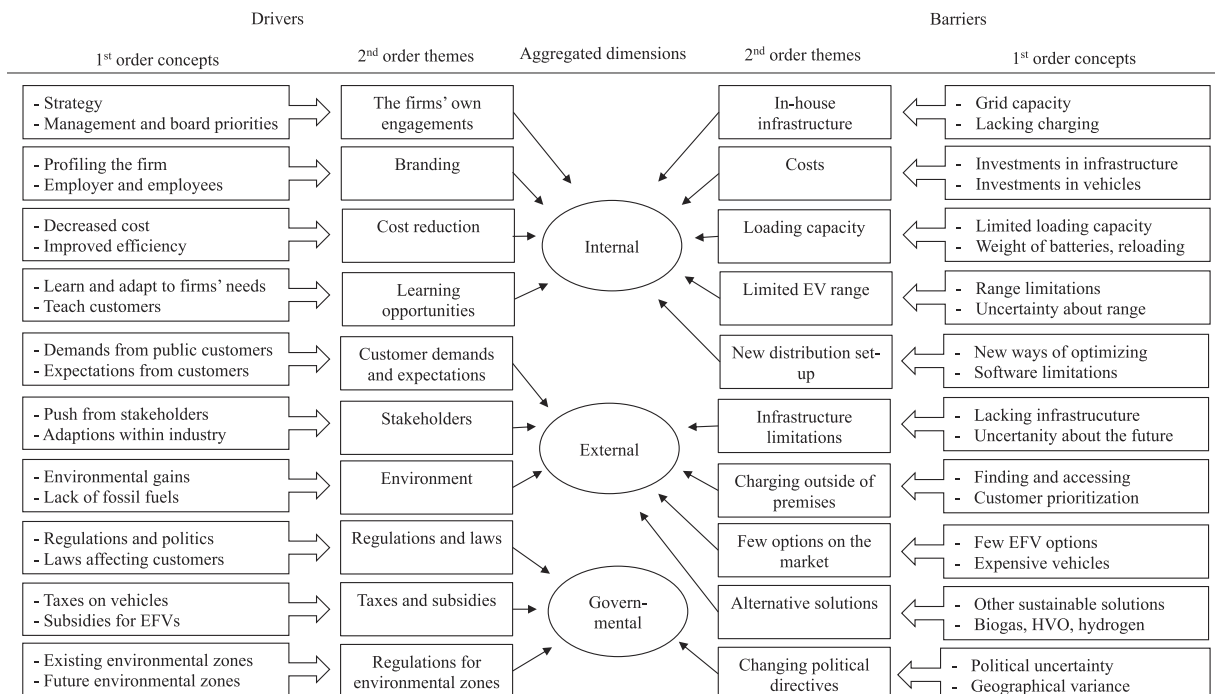 Drivers
Barriers
1st order concepts
2nd order themes
Aggregated dimensions
2nd order themes
1st order concepts
- Strategy
- Management and board priorities
The firms' own
engagements
In-house
infrastructure
- Grid capacity
- Lacking charging
- Profiling the firm
- Employer and employees
Branding
Costs
- Investments in infrastructure
- Investments in vehicles
- Decreased cost
- Improved efficiency
Cost reduction
Internal
Loading capacity
- Limited loading capacity
- Weight of batteries, reloading
- Learn and adapt to firms' needs
- Teach customers
Learning
opportunities
Limited EV range
- Range limitations
- Uncertainty about range
- Demands from public customers
- Expectations from customers
Customer demands
and expectations
New distribution set-
up
- New ways of optimizing
- Software limitations
- Push from stakeholders
- Adaptions within industry
Stakeholders
External
Infrastructure
limitations
- Lacking infrastrucuture
- Uncertanity about the future
- Environmental gains
- Lack of fossil fuels
Environment
Charging outside of
premises
- Finding and accessing
- Customer prioritization
- Regulations and politics
- Laws affecting customers
Regulations and laws
Few options on the
market
- Few EFV options
- Expensive vehicles
- Taxes on vehicles
- Subsidies for EFVs
Taxes and subsidies
Govern-
mental
Alternative solutions
- Other sustainable solutions
- Biogas, HVO, hydrogen
- Existing environmental zones
- Future environmental zones
Regulations for
environmental zones
Changing political
directives
- Political uncertainty
- Geographical variance